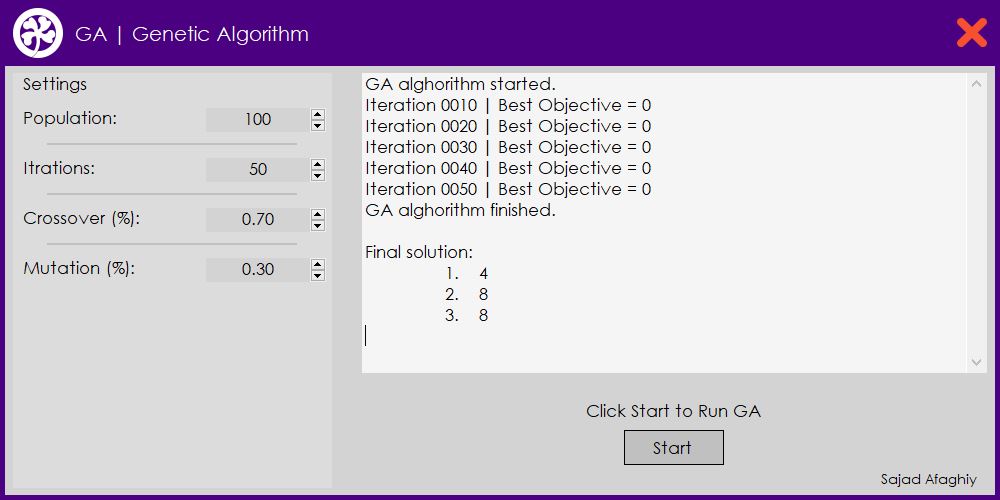 GA | Genetic Algorithm
Settings
Population: 100
Itrations: 50
Crossover (%): 0.70
Mutation (%): 0.30
GA alghorithm started.
Iteration 0010 | Best Objective = 0
Iteration 0020 | Best Objective = 0
Iteration 0030 | Best Objective = 0
Iteration 0040 | Best Objective = 0
Iteration 0050 | Best Objective = 0
GA alghorithm finished.
Final solution:
1. 4
2. 8
3. 8
Click Start to Run GA
Start
Sajad Afaghiy